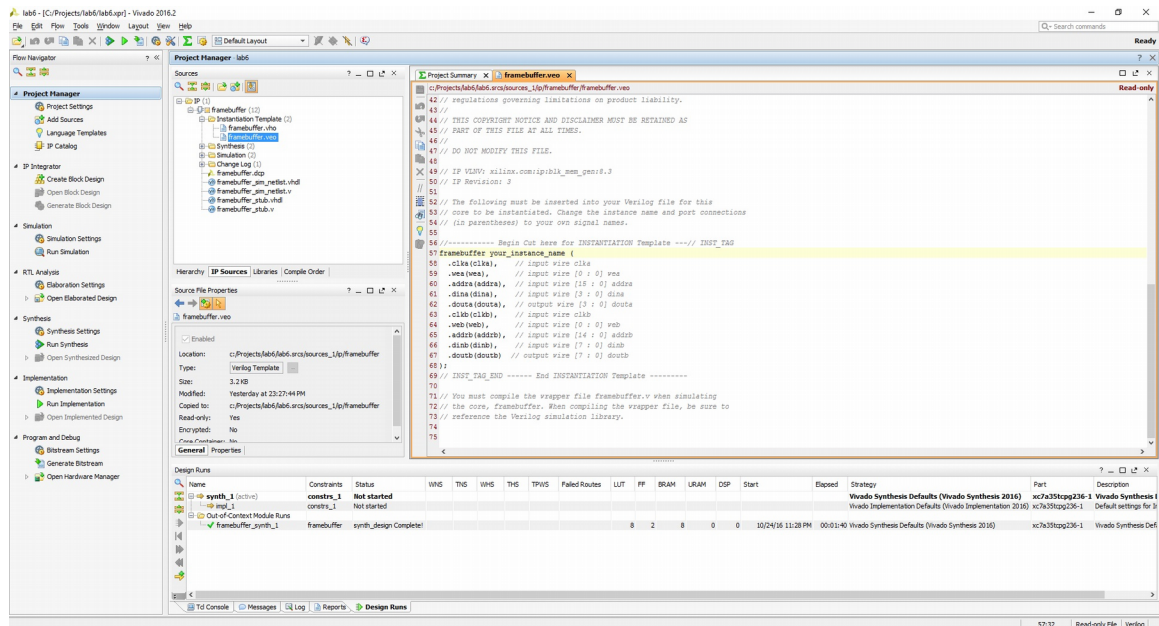 lab6 - [C:/Projects/lab6/lab6.xpr] - Vivado 2016.2
File Edit Flow Tools Window Layout View Help
Q- Search commands
Default Layout
Ready
Flow Navigator
Project Manager
Project Settings
Add Sources
Language Templates
IP Catalog
IP Integrator
Create Block Design
Open Block Design
Generate Block Design
Simulation
Simulation Settings
Run Simulation
RTL Analysis
Elaboration Settings
Open Elaborated Design
Synthesis
Synthesis Settings
Run Synthesis
Open Synthesized Design
Implementation
Implementation Settings
Run Implementation
Open Implemented Design
Program and Debug
Bitstream Settings
Generate Bitstream
Open Hardware Manager
Project Manager - lab6
Sources
IP (1)
framebuffer (12)
Instantiation Template (2)
framebuffer.vho
framebuffer.veo
Synthesis (2)
Simulation (2)
Change Log (1)
framebuffer.dcp
framebuffer_sim_netlist.vhdl
framebuffer_sim_netlist.v
framebuffer_stub.vhdl
framebuffer_stub.v
Hierarchy IP Sources Libraries Compile Order
Source File Properties
framebuffer.veo
Enabled
Location: c:/Projects/lab6/lab6.srcs/sources_1/ip/framebuffer
Type: Verilog Template
Size: 3.2 KB
Modified: Yesterday at 23:27:44 PM
Copied to: c:/Projects/lab6/lab6.srcs/sources_1/ip/framebuffer
Read-only: Yes
Encrypted: No
Core Container: No
General Properties
Project Summary framebuffer.veo
c:/Projects/lab6/lab6.srcs/sources_1/ip/framebuffer/framebuffer.veo Read-only
42 // regulations governing limitations on product liability.
43 //
44 // THIS COPYRIGHT NOTICE AND DISCLAIMER MUST BE RETAINED AS
45 // PART OF THIS FILE AT ALL TIMES.
46 //
47 // DO NOT MODIFY THIS FILE.
48
49 // IP VLNV: xilinx.com:ip:blk_mem_gen:8.3
50 // IP Revision: 3
51
52 // The following must be inserted into your Verilog file for this
53 // core to be instantiated. Change the instance name and port connections
54 // (in parentheses) to your own signal names.
55
56 //----------- Begin Cut here for INSTANTIATION Template ---// INST_TAG
57 framebuffer your_instance_name (
58 .clka(clka), // input wire clka
59 .wea(wea), // input wire [0 : 0] wea
60 .addra(addra), // input wire [15 : 0] addra
61 .dina(dina), // input wire [3 : 0] dina
62 .douta(douta), // output wire [3 : 0] douta
63 .clkb(clkb), // input wire clkb
64 .web(web), // input wire [0 : 0] web
65 .addrb(addrb), // input wire [14 : 0] addrb
66 .dinb(dinb), // input wire [7 : 0] dinb
67 .doutb(doutb) // output wire [7 : 0] doutb
68 );
69 // INST_TAG_END ------ End INSTANTIATION Template ---------
70
71 // You must compile the wrapper file framebuffer.v when simulating
72 // the core, framebuffer. When compiling the wrapper file, be sure to
73 // reference the Verilog simulation library.
74
75
Design Runs
Name Constraints Status WNS TNS WHS THS TPWS Failed Routes LUT FF BRAM URAM DSP Start Elapsed Strategy Part Description
synth_1 (active) constrs_1 Not started Vivado Synthesis Defaults (Vivado Synthesis 2016) xc7a35tcpg236-1 Vivado Synthesis
impl_1 constrs_1 Not started Vivado Implementation Defaults (Vivado Implementation 2016) xc7a35tcpg236-1 Default settings for
Out-of-Context Module Runs
framebuffer_synth_1 framebuffer synth_design Complete! 8 2 8 0 0 10/24/16 11:28 PM 00:01:40 Vivado Synthesis Defaults (Vivado Synthesis 2016) xc7a35tcpg236-1 Vivado Synthesis
Tcl Console Messages Log Reports Design Runs
57:32 Read-only File Verilog